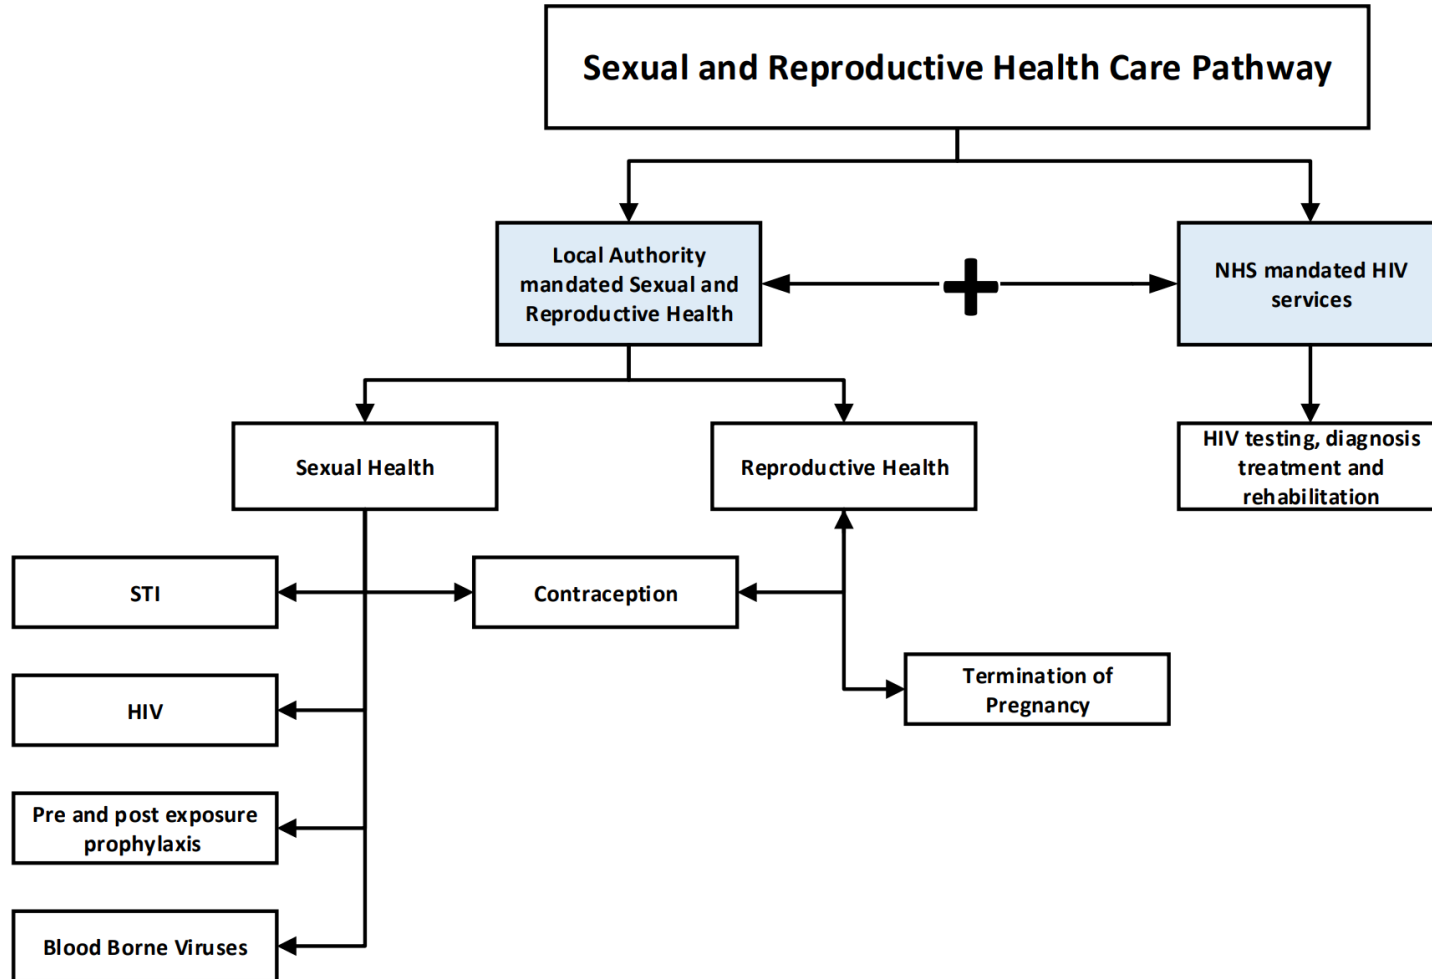 Sexual and Reproductive Health Care Pathway
Local Authority
mandated Sexual and
Reproductive Health
NHS mandated HIV
services
Sexual Health
Reproductive Health
HIV testing, diagnosis
treatment and
rehabilitation
STI
Contraception
HIV
Termination of
Pregnancy
Pre and post exposure
prophylaxis
Blood Borne Viruses